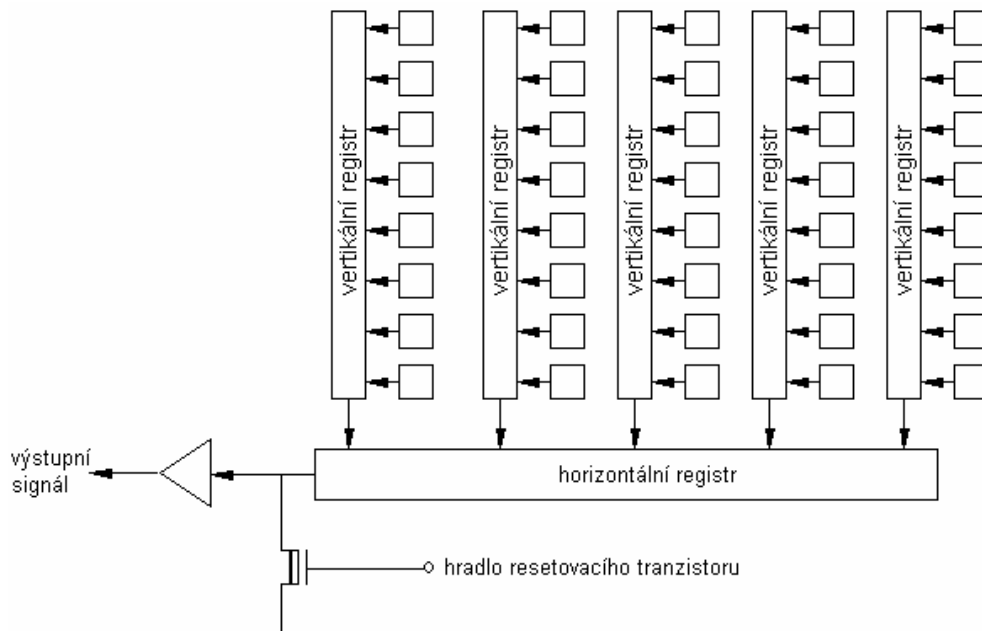 vertikální registr
vertikální registr
vertikální registr
vertikální registr
vertikální registr
výstupní
signál
horizontální registr
hradlo resetovacího tranzistoru